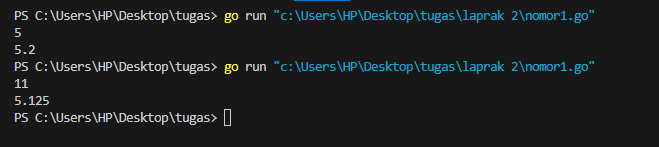 PS C:\Users\HP\Desktop\tugas> go run "c:\Users\HP\Desktop\tugas\laprak 2\nomor1.go"
5
5.2
PS C:\Users\HP\Desktop\tugas> go run "c:\Users\HP\Desktop\tugas\laprak 2\nomor1.go"
11
5.125
PS C:\Users\HP\Desktop\tugas>